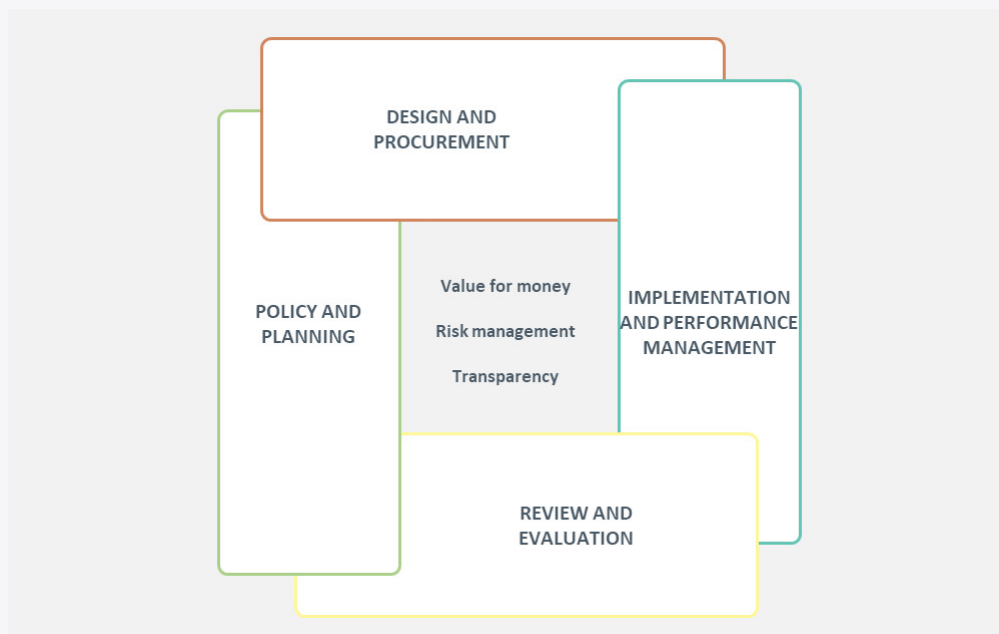 DESIGN AND
PROCUREMENT
POLICY AND
PLANNING
Value for money
Risk management
Transparency
IMPLEMENTATION
AND PERFORMANCE
MANAGEMENT
REVIEW AND
EVALUATION